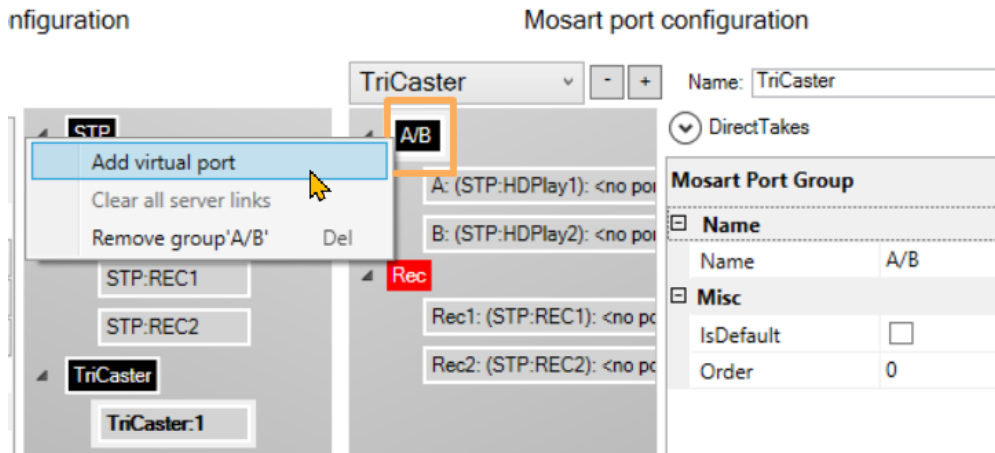 nfiguration
Mosart port configuration
TriCaster
-
+
Name: TriCaster
STP
A/B
DirectTakes
Add virtual port
Clear all server links
Remove group'A/B' Del
A: (STP:HDPlay1): <no por
B: (STP:HDPlay2): <no por
Mosart Port Group
Name
Name A/B
Misc
IsDefault
Order 0
STP:REC1
STP:REC2
Rec
Rec1: (STP:REC1): <no po
Rec2: (STP:REC2): <no po
TriCaster
TriCaster:1